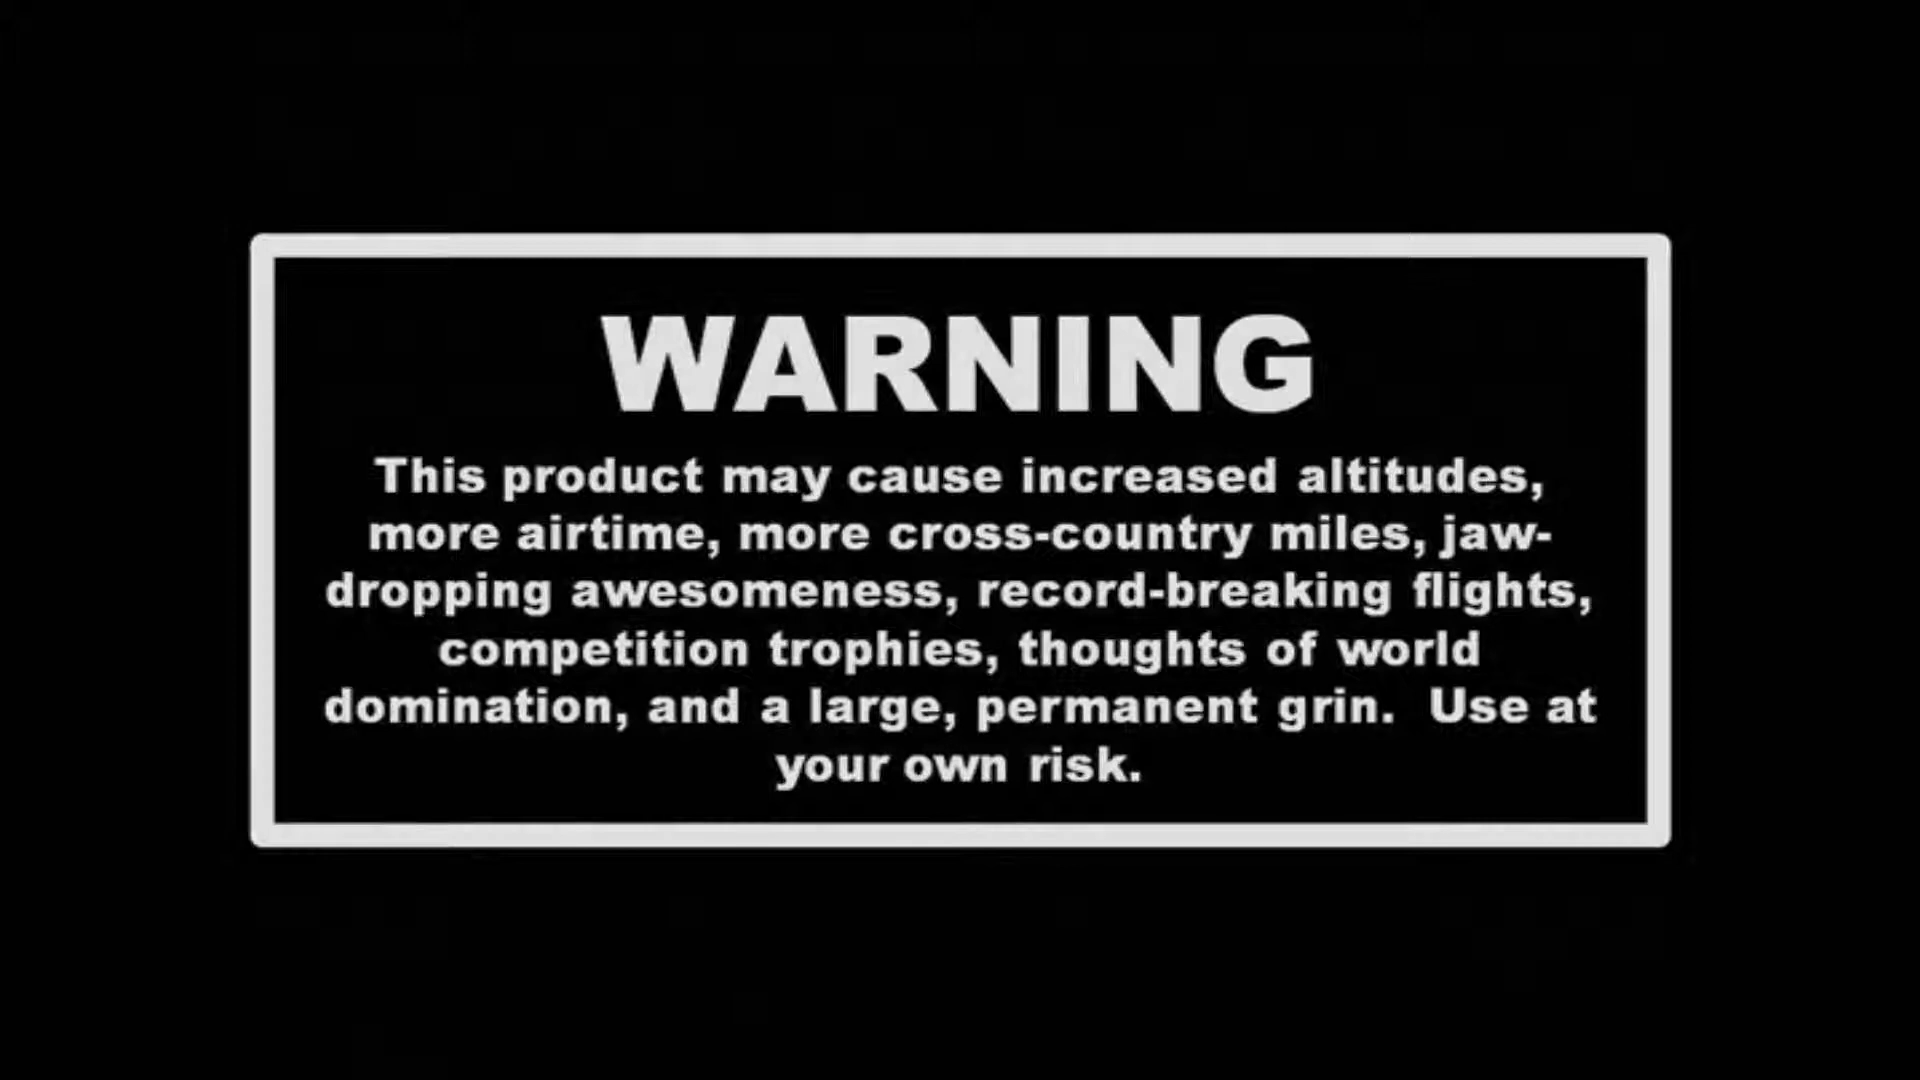 WARNING
This product may cause increased altitudes,
more airtime, more cross-country miles, jaw-
dropping awesomeness, record-breaking flights,
competition trophies, thoughts of world
domination, and a large, permanent grin.  Use at
your own risk.